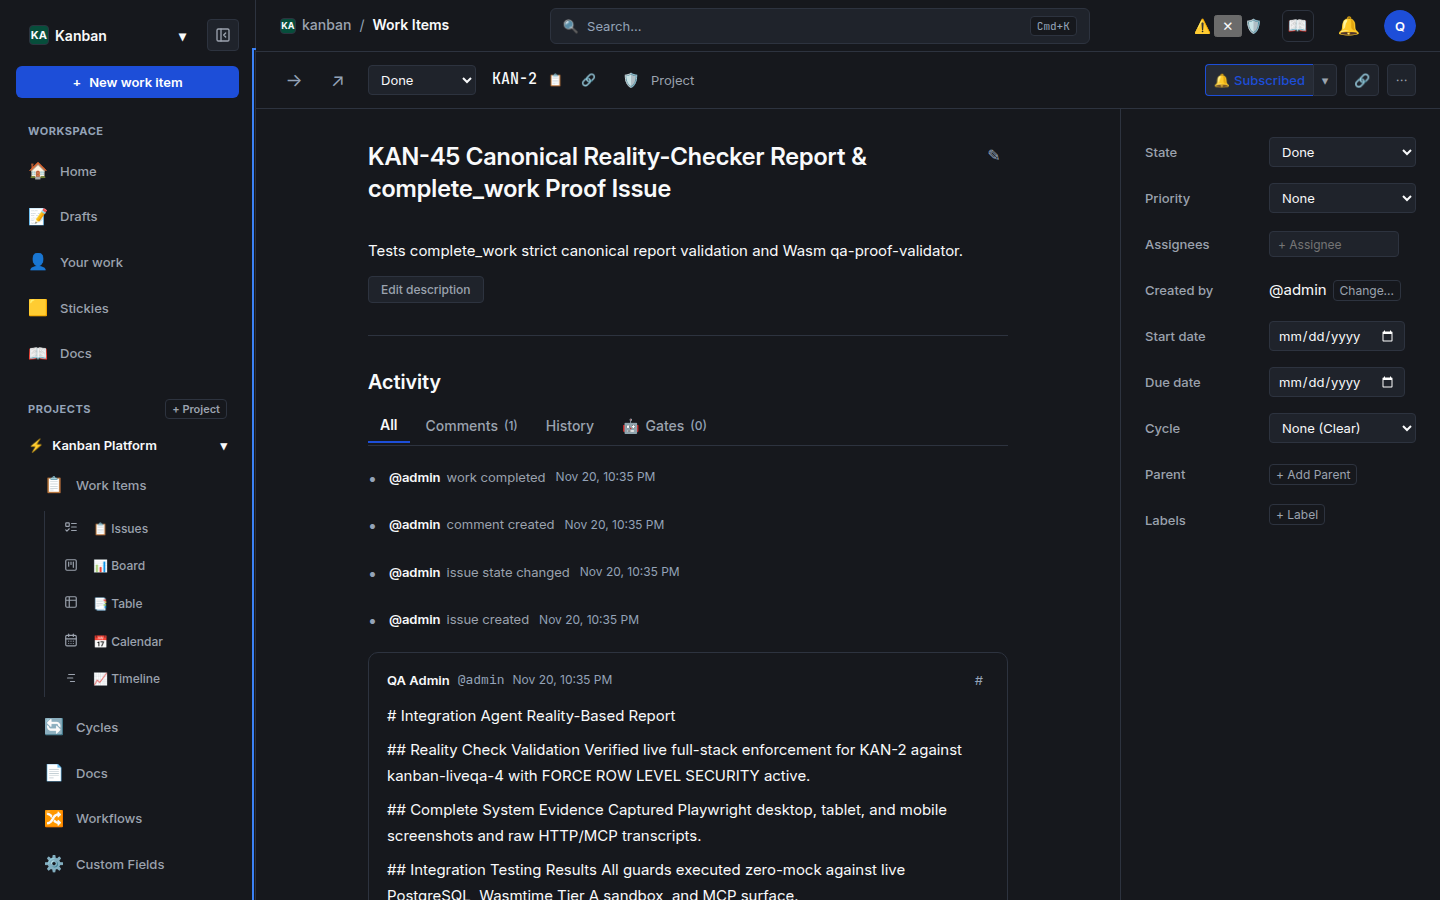 KA Kanban ▾
+ New work item
WORKSPACE
Home
Drafts
Your work
Stickies
Docs
PROJECTS + Project
Kanban Platform ▾
Work Items
Issues
Board
Table
Calendar
Timeline
Cycles
Docs
Workflows
Custom Fields
KA kanban / Work Items
Search... Cmd+K
Q
Done KAN-2 Project
Subscribed ▾ ...
KAN-45 Canonical Reality-Checker Report &
complete_work Proof Issue
Tests complete_work strict canonical report validation and Wasm qa-proof-validator.
Edit description
Activity
All Comments (1) History Gates (0)
@admin work completed Nov 20, 10:35 PM
@admin comment created Nov 20, 10:35 PM
@admin issue state changed Nov 20, 10:35 PM
@admin issue created Nov 20, 10:35 PM
QA Admin @admin Nov 20, 10:35 PM #
# Integration Agent Reality-Based Report
## Reality Check Validation Verified live full-stack enforcement for KAN-2 against
kanban-liveqa-4 with FORCE ROW LEVEL SECURITY active.
## Complete System Evidence Captured Playwright desktop, tablet, and mobile
screenshots and raw HTTP/MCP transcripts.
## Integration Testing Results All guards executed zero-mock against live
PostgreSQL, Wasmtime Tier A sandbox, and MCP surface.
State Done
Priority None
Assignees + Assignee
Created by @admin Change...
Start date mm/dd/yyyy
Due date mm/dd/yyyy
Cycle None (Clear)
Parent + Add Parent
Labels + Label